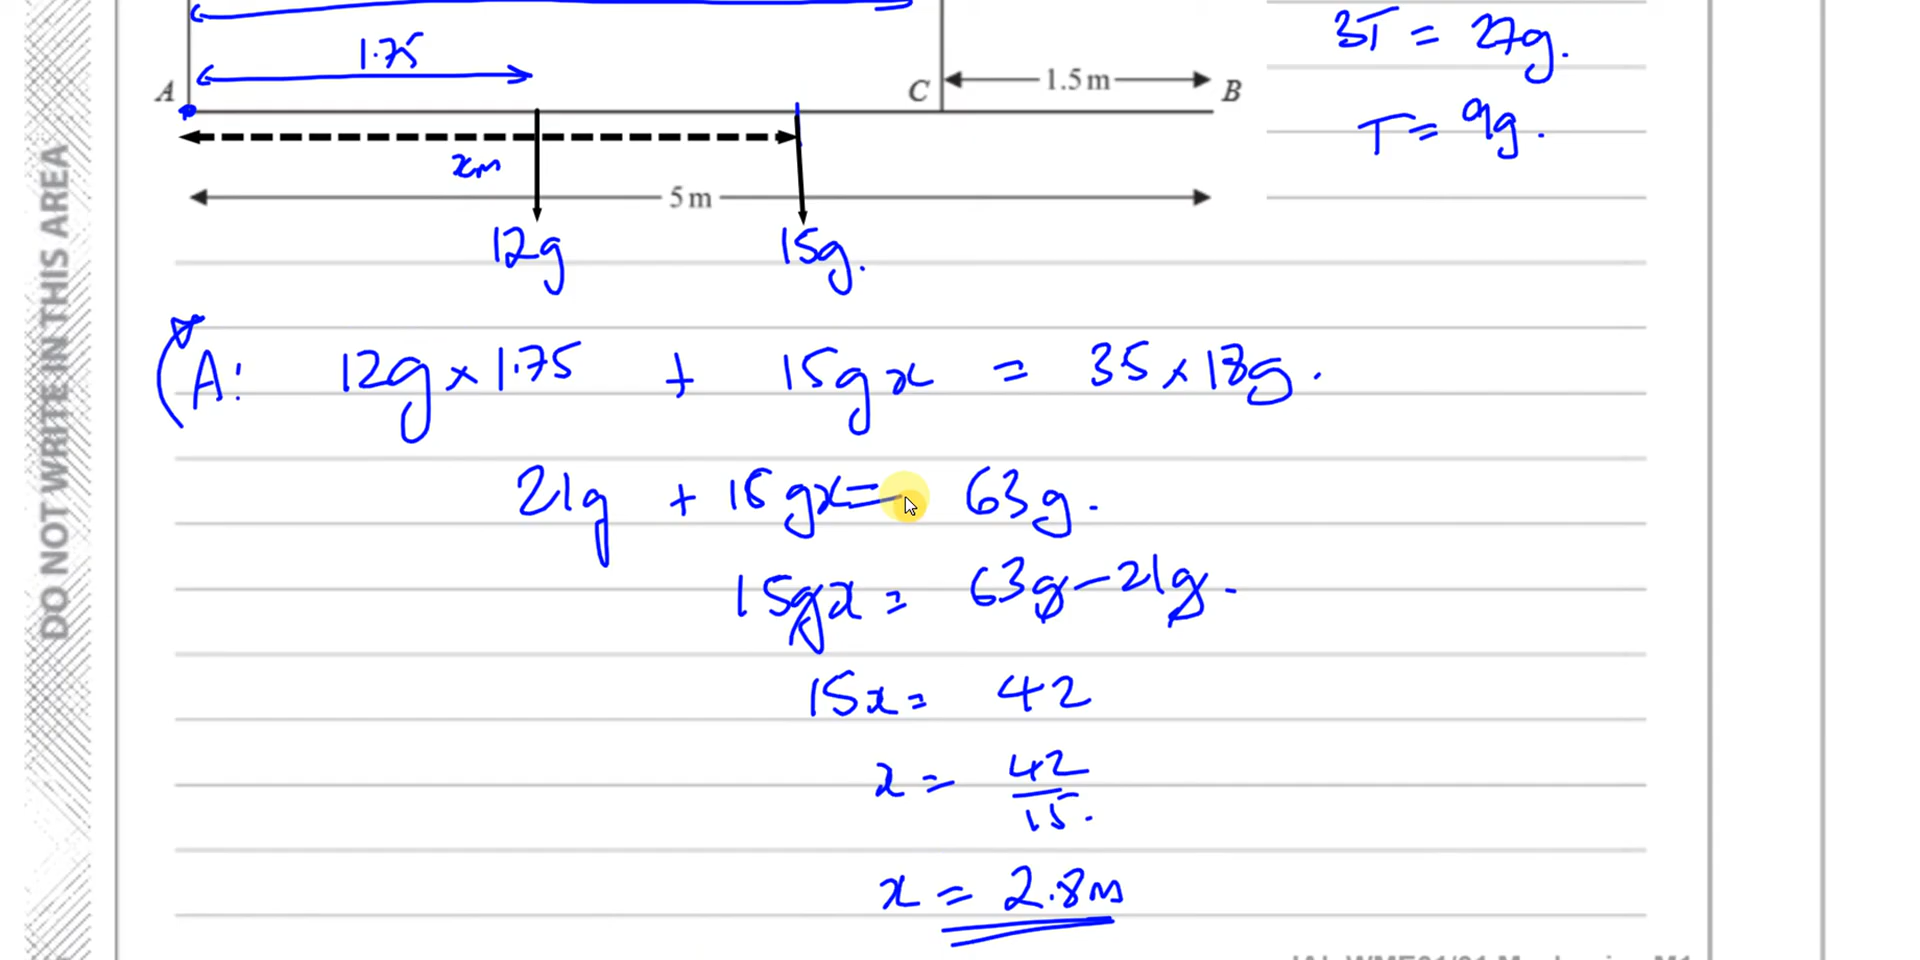 3T = 27g.
1.75
A
C
1.5 m
B
T = 9g.
xm
5 m
12g
15g.
A: 12g × 1.75 + 15gx = 35 × 18g.
21g + 15gx = 63g.
15gx = 63g - 21g.
15x = 42
x = 42/15.
x = 2.8m
DO NOT WRITE IN THIS AREA